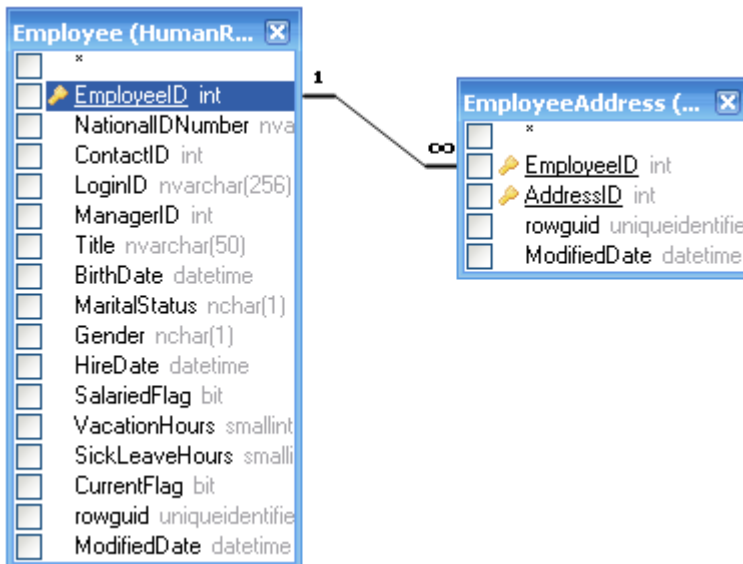 Employee (HumanR...
*
EmployeeID int
NationalIDNumber nva
ContactID int
LoginID nvarchar(256)
ManagerID int
Title nvarchar(50)
BirthDate datetime
MaritalStatus nchar(1)
Gender nchar(1)
HireDate datetime
SalariedFlag bit
VacationHours smallint
SickLeaveHours smalli
CurrentFlag bit
rowguid uniqueidentifie
ModifiedDate datetime
1
∞
EmployeeAddress (...
*
EmployeeID int
AddressID int
rowguid uniqueidentifie
ModifiedDate datetime